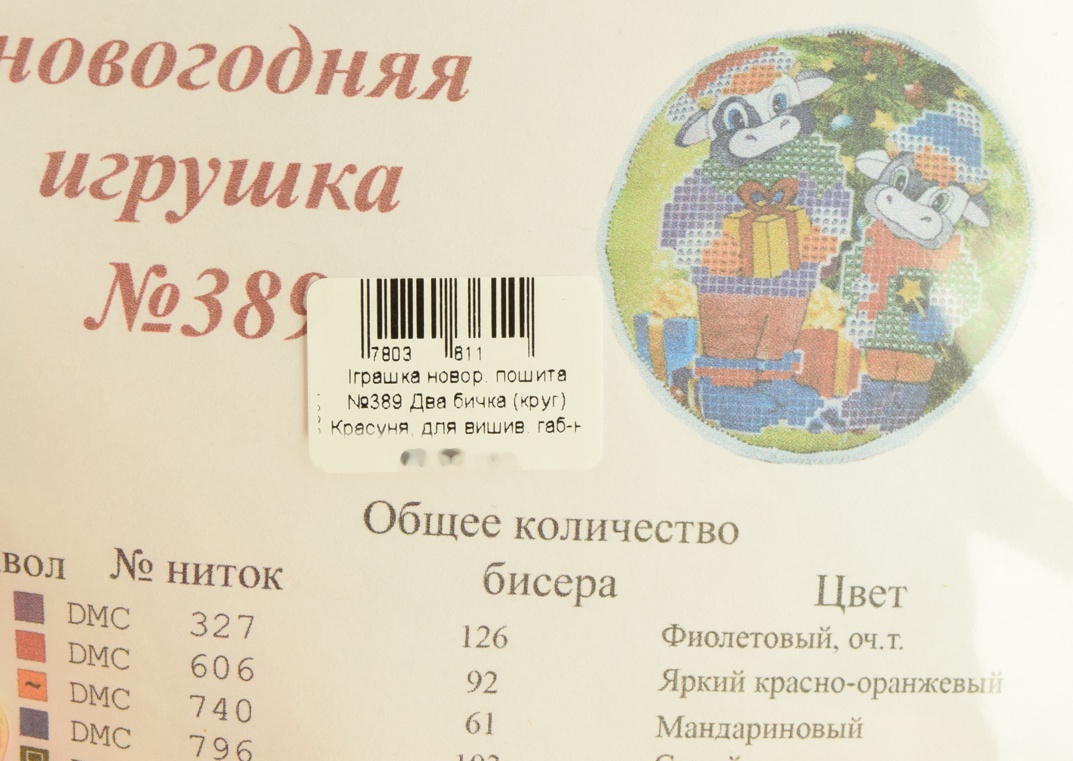 новогодняя
игрушка
№389
7803 811
Іграшка новор. пошита
№389 Два бичка (круг)
Красуня, для вишив. габ-н
Общее количество
№ ниток бисера Цвет
DMC 327 126 Фиолетовый, оч.т.
DMC 606 92 Яркий красно-оранжевый
DMC 740 61 Мандариновый
DMC 796